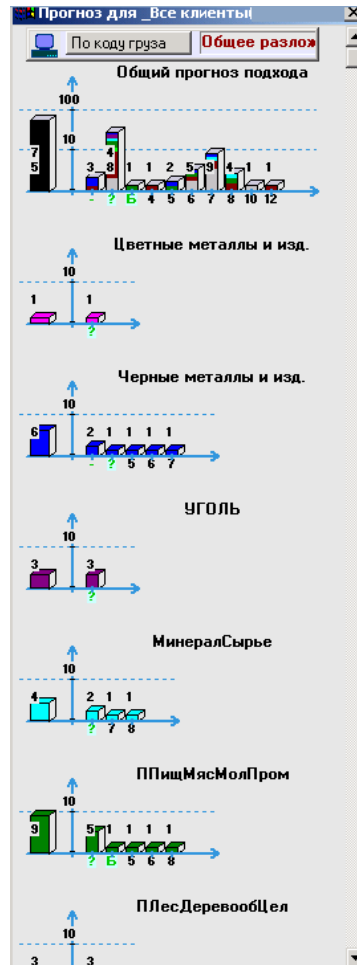 Прогноз для _Все клиенты(
По коду груза Общее разлож
Общий прогноз подхода
100
10
75
3 48 1 1 2 5 9 4 1 1
- ? Б 4 5 6 7 8 10 12
Цветные металлы и изд.
10
1 1
?
Черные металлы и изд.
10
6 2 1 1 1 1
- ? 5 6 7
УГОЛЬ
10
3 3
?
МинералСырье
10
4 2 1 1
? 7 8
ППищМясМолПром
10
9 5 1 1 1 1
? Б 5 6 8
ПЛесДеревообЦел
10
3 3